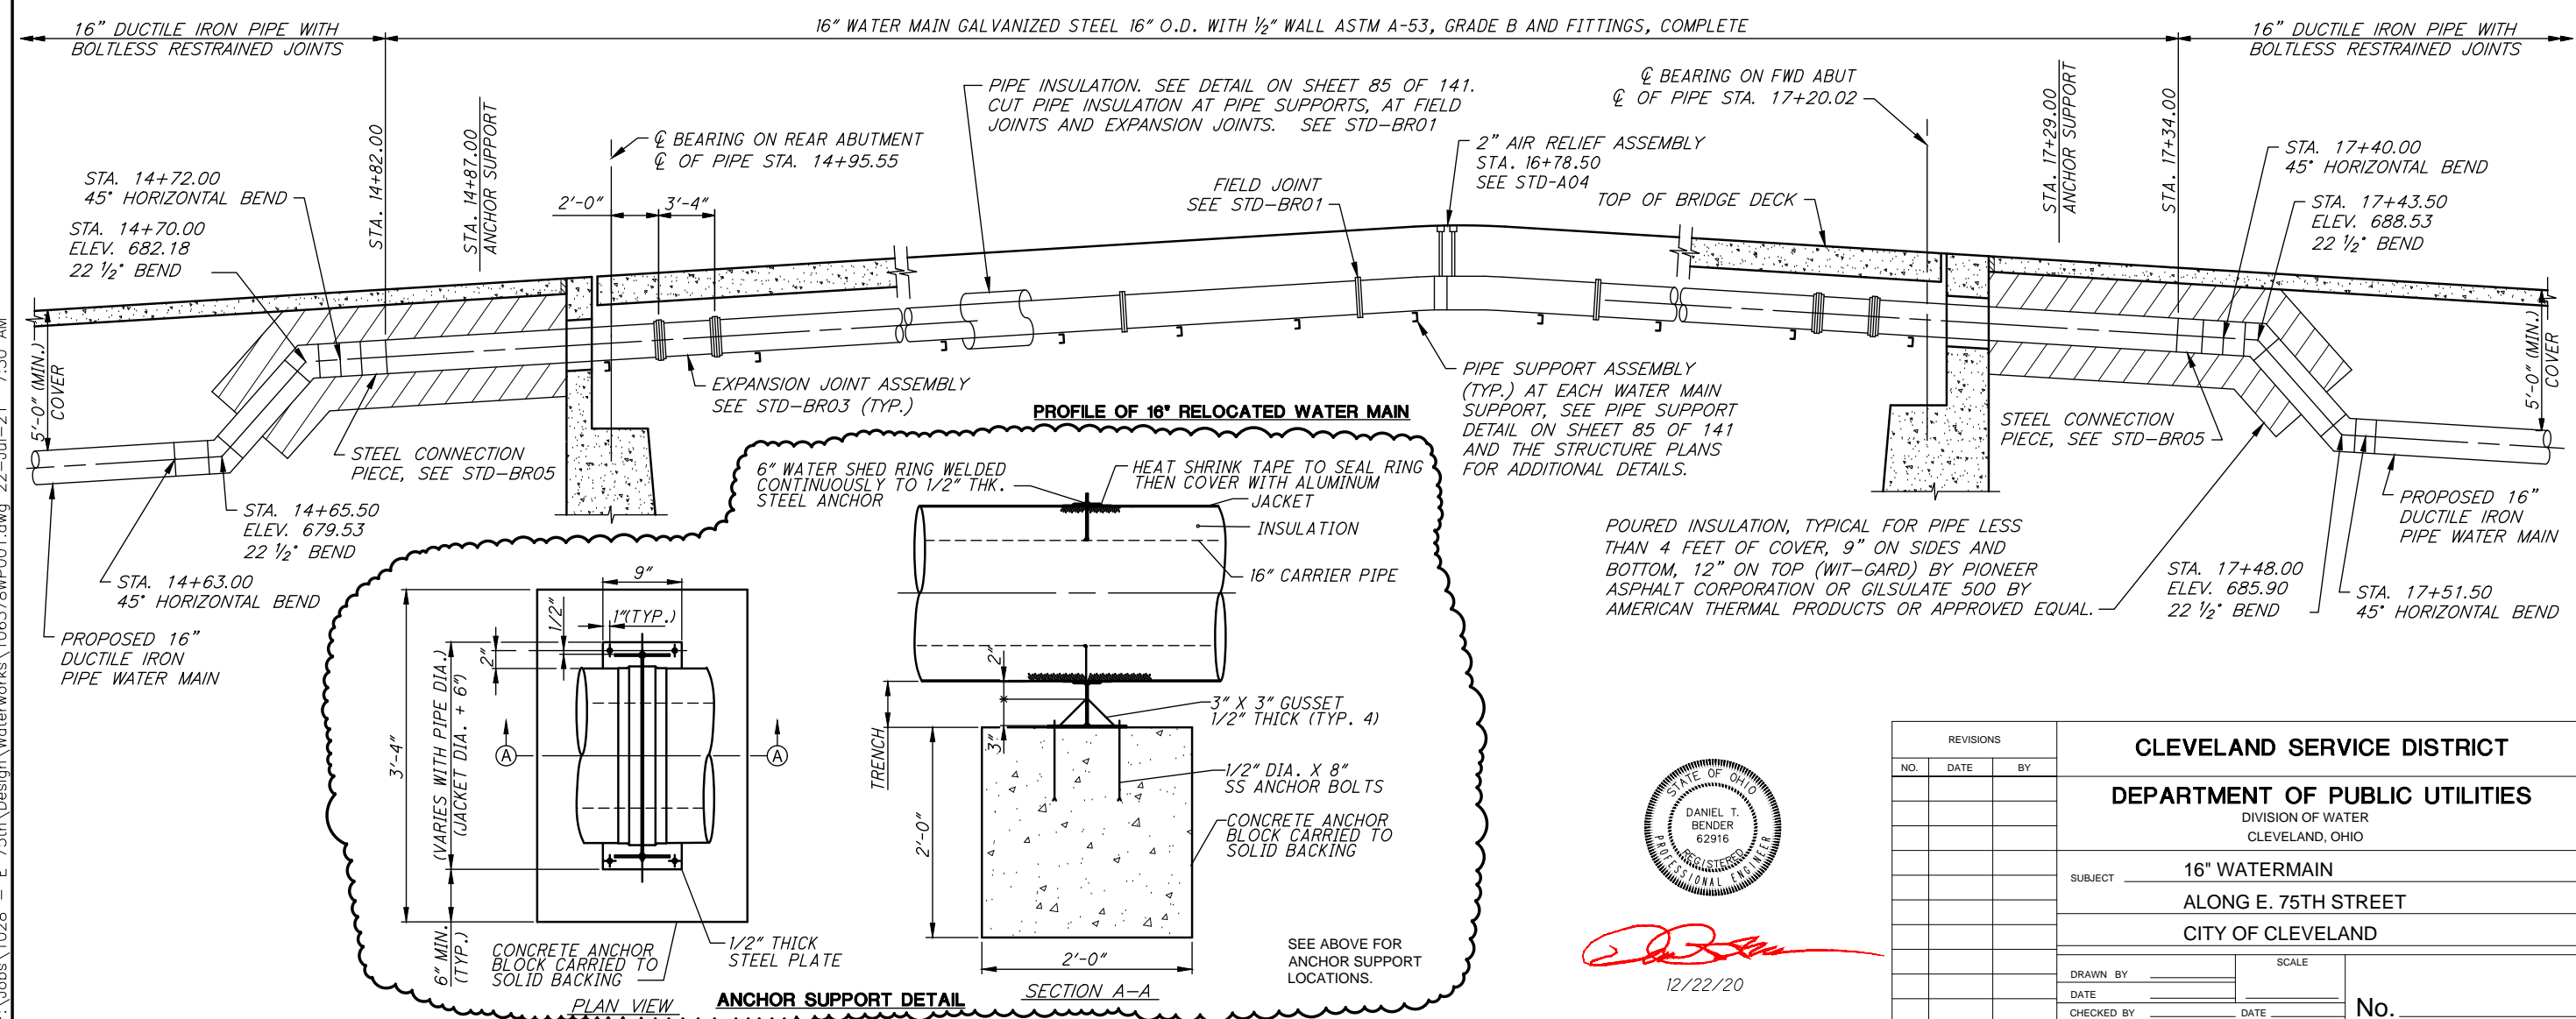 16" DUCTILE IRON PIPE WITH
BOLTLESS RESTRAINED JOINTS
16" WATER MAIN GALVANIZED STEEL 16" O.D. WITH ½" WALL ASTM A-53, GRADE B AND FITTINGS, COMPLETE
16" DUCTILE IRON PIPE WITH
BOLTLESS RESTRAINED JOINTS
STA. 14+72.00
45° HORIZONTAL BEND
STA. 14+70.00
ELEV. 682.18
22 ½° BEND
STA. 14+82.00
STA. 14+87.00
ANCHOR SUPPORT
℄ BEARING ON REAR ABUTMENT
℄ OF PIPE STA. 14+95.55
2'-0"
3'-4"
PIPE INSULATION. SEE DETAIL ON SHEET 85 OF 141.
CUT PIPE INSULATION AT PIPE SUPPORTS, AT FIELD
JOINTS AND EXPANSION JOINTS. SEE STD-BR01
FIELD JOINT
SEE STD-BR01
2" AIR RELIEF ASSEMBLY
STA. 16+78.50
SEE STD-A04
℄ BEARING ON FWD ABUT
℄ OF PIPE STA. 17+20.02
TOP OF BRIDGE DECK
STA. 17+29.00
ANCHOR SUPPORT
STA. 17+34.00
STA. 17+40.00
45° HORIZONTAL BEND
STA. 17+43.50
ELEV. 688.53
22 ½° BEND
5'-0" (MIN.)
COVER
5'-0" (MIN.)
COVER
EXPANSION JOINT ASSEMBLY
SEE STD-BR03 (TYP.)
PROFILE OF 16" RELOCATED WATER MAIN
PIPE SUPPORT ASSEMBLY
(TYP.) AT EACH WATER MAIN
SUPPORT, SEE PIPE SUPPORT
DETAIL ON SHEET 85 OF 141
AND THE STRUCTURE PLANS
FOR ADDITIONAL DETAILS.
STEEL CONNECTION
PIECE, SEE STD-BR05
STEEL CONNECTION
PIECE, SEE STD-BR05
STA. 14+65.50
ELEV. 679.53
22 ½° BEND
STA. 14+63.00
45° HORIZONTAL BEND
PROPOSED 16"
DUCTILE IRON
PIPE WATER MAIN
POURED INSULATION, TYPICAL FOR PIPE LESS
THAN 4 FEET OF COVER, 9" ON SIDES AND
BOTTOM, 12" ON TOP (WIT-GARD) BY PIONEER
ASPHALT CORPORATION OR GILSULATE 500 BY
AMERICAN THERMAL PRODUCTS OR APPROVED EQUAL.
STA. 17+48.00
ELEV. 685.90
22 ½° BEND
STA. 17+51.50
45° HORIZONTAL BEND
PROPOSED 16"
DUCTILE IRON
PIPE WATER MAIN
6" WATER SHED RING WELDED
CONTINUOUSLY TO 1/2" THK.
STEEL ANCHOR
HEAT SHRINK TAPE TO SEAL RING
THEN COVER WITH ALUMINUM
JACKET
INSULATION
16" CARRIER PIPE
3" X 3" GUSSET
1/2" THICK (TYP. 4)
1/2" DIA. X 8"
SS ANCHOR BOLTS
CONCRETE ANCHOR
BLOCK CARRIED TO
SOLID BACKING
TRENCH
2"
3"
2'-0"
2'-0"
SECTION A-A
9"
1"(TYP.)
1/2"
2"
3'-4"
(VARIES WITH PIPE DIA.)
(JACKET DIA. + 6")
A
A
6" MIN.
(TYP.)
CONCRETE ANCHOR
BLOCK CARRIED TO
SOLID BACKING
1/2" THICK
STEEL PLATE
PLAN VIEW
ANCHOR SUPPORT DETAIL
SEE ABOVE FOR
ANCHOR SUPPORT
LOCATIONS.
STATE OF OHIO
DANIEL T.
BENDER
62916
REGISTERED
PROFESSIONAL ENGINEER
12/22/20
REVISIONS
NO. DATE BY
CLEVELAND SERVICE DISTRICT
DEPARTMENT OF PUBLIC UTILITIES
DIVISION OF WATER
CLEVELAND, OHIO
SUBJECT 16" WATERMAIN
ALONG E. 75TH STREET
CITY OF CLEVELAND
DRAWN BY
SCALE
DATE
CHECKED BY
DATE
No.